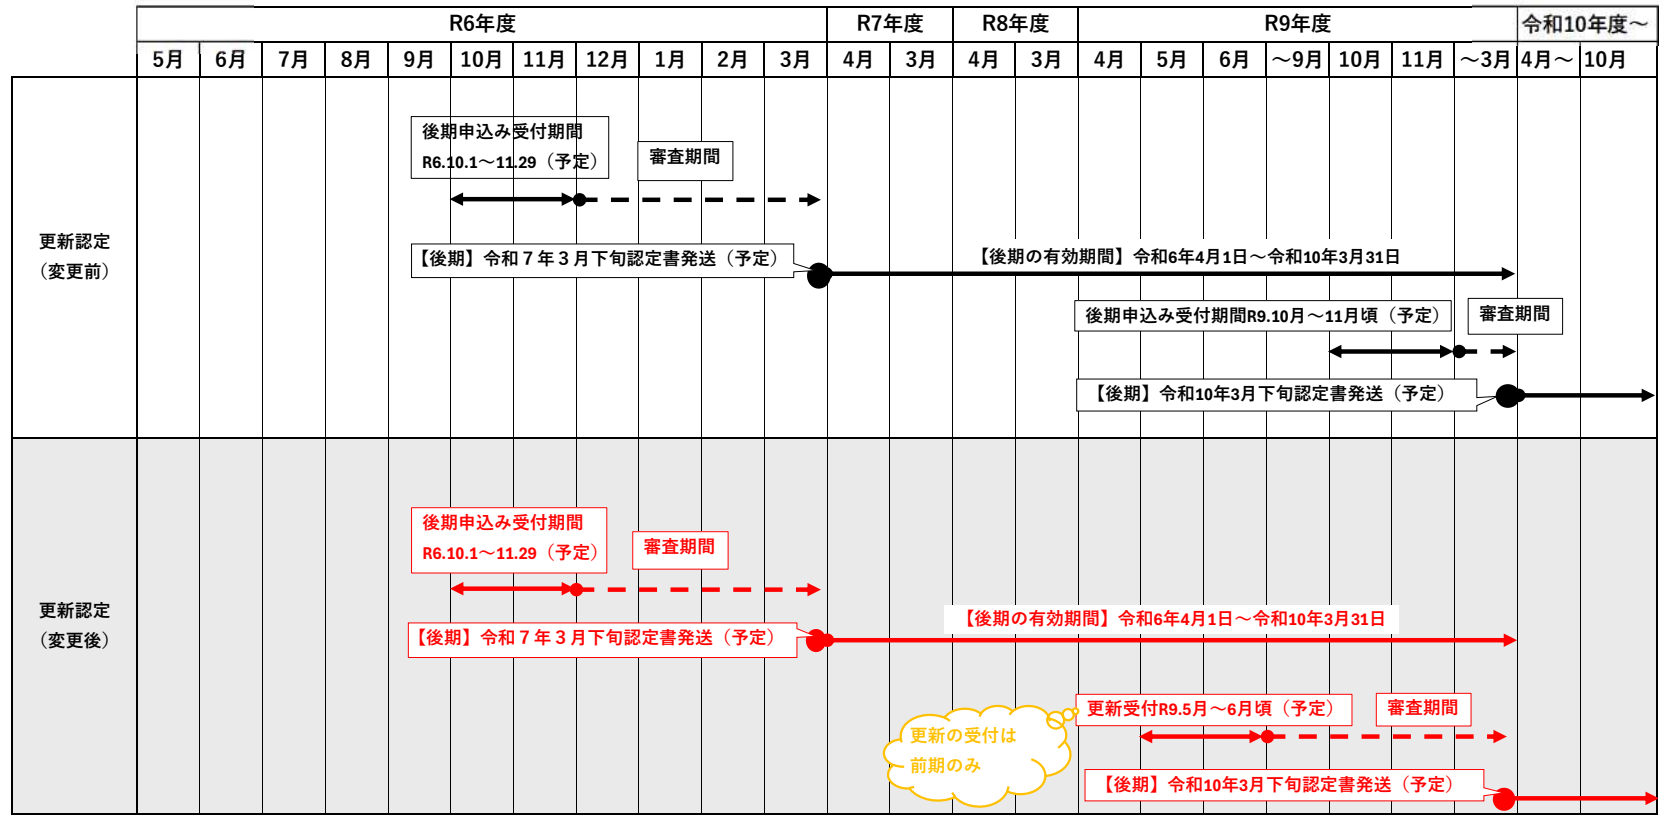 R6年度 R7年度 R8年度 R9年度 令和10年度～
5月 6月 7月 8月 9月 10月 11月 12月 1月 2月 3月 4月 3月 4月 3月 4月 5月 6月 ～9月 10月 11月 ～3月 4月～ 10月
更新認定
（変更前）
後期申込み受付期間
R6.10.1～11.29（予定）
審査期間
【後期】令和７年３月下旬認定書発送（予定）
【後期の有効期間】令和6年4月1日～令和10年3月31日
後期申込み受付期間R9.10月～11月頃（予定）
審査期間
【後期】令和10年3月下旬認定書発送（予定）
更新認定
（変更後）
後期申込み受付期間
R6.10.1～11.29（予定）
審査期間
【後期】令和７年３月下旬認定書発送（予定）
【後期の有効期間】令和6年4月1日～令和10年3月31日
更新の受付は
前期のみ
更新受付R9.5月～6月頃（予定）
審査期間
【後期】令和10年3月下旬認定書発送（予定）